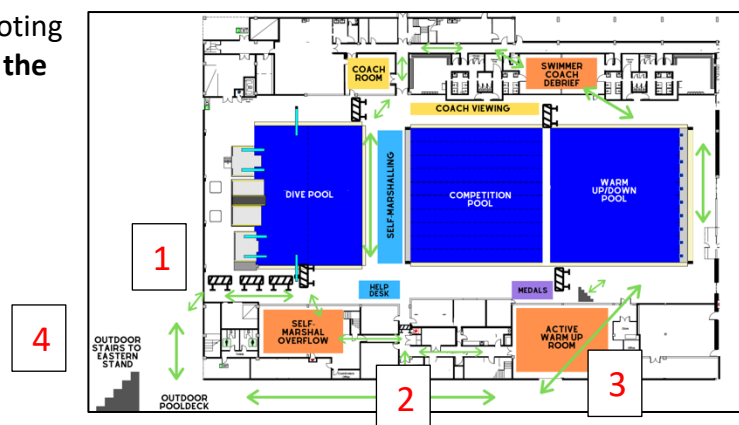 oting
the
COACH
ROOM
SWIMMER
COACH
DEBRIEF
COACH VIEWING
DIVE POOL
SELF-MARSHALLING
COMPETITION
POOL
WARM
UP/DOWN
POOL
1
HELP
DESK
MEDALS
4
SELF-
MARSHAL
OVERFLOW
ACTIVE
WARM UP
ROOM
OUTDOOR
STAIRS TO
EASTERN
STAND
2
3
OUTDOOR
POOLDECK